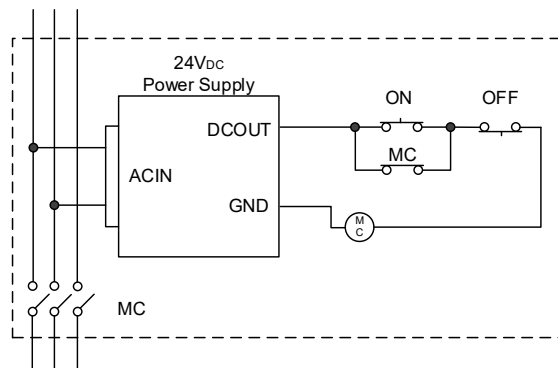 24VDC
Power Supply
ON
OFF
DCOUT
MC
ACIN
GND
M
C
MC